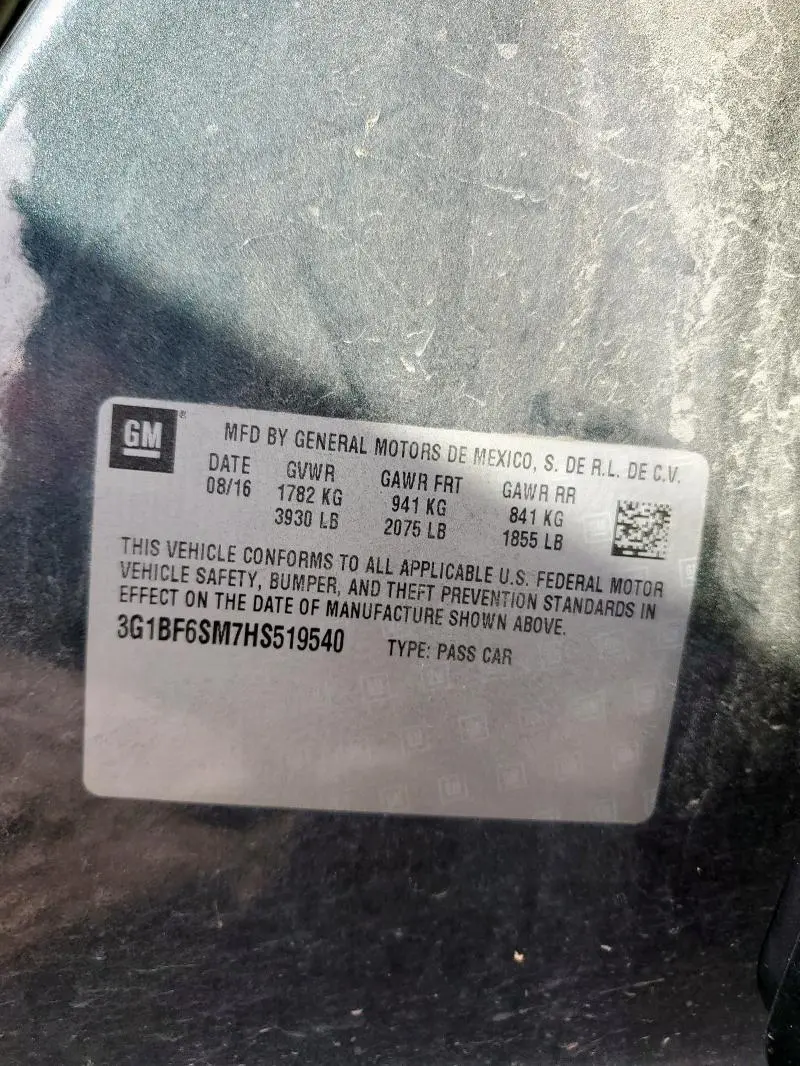 GM
MFD BY GENERAL MOTORS DE MEXICO, S. DE R.L. DE C.V.
DATE GVWR GAWR FRT GAWR RR
08/16 1782 KG 941 KG 841 KG
3930 LB 2075 LB 1855 LB
THIS VEHICLE CONFORMS TO ALL APPLICABLE U.S. FEDERAL MOTOR
VEHICLE SAFETY, BUMPER, AND THEFT PREVENTION STANDARDS IN
EFFECT ON THE DATE OF MANUFACTURE SHOWN ABOVE.
3G1BF6SM7HS519540 TYPE: PASS CAR